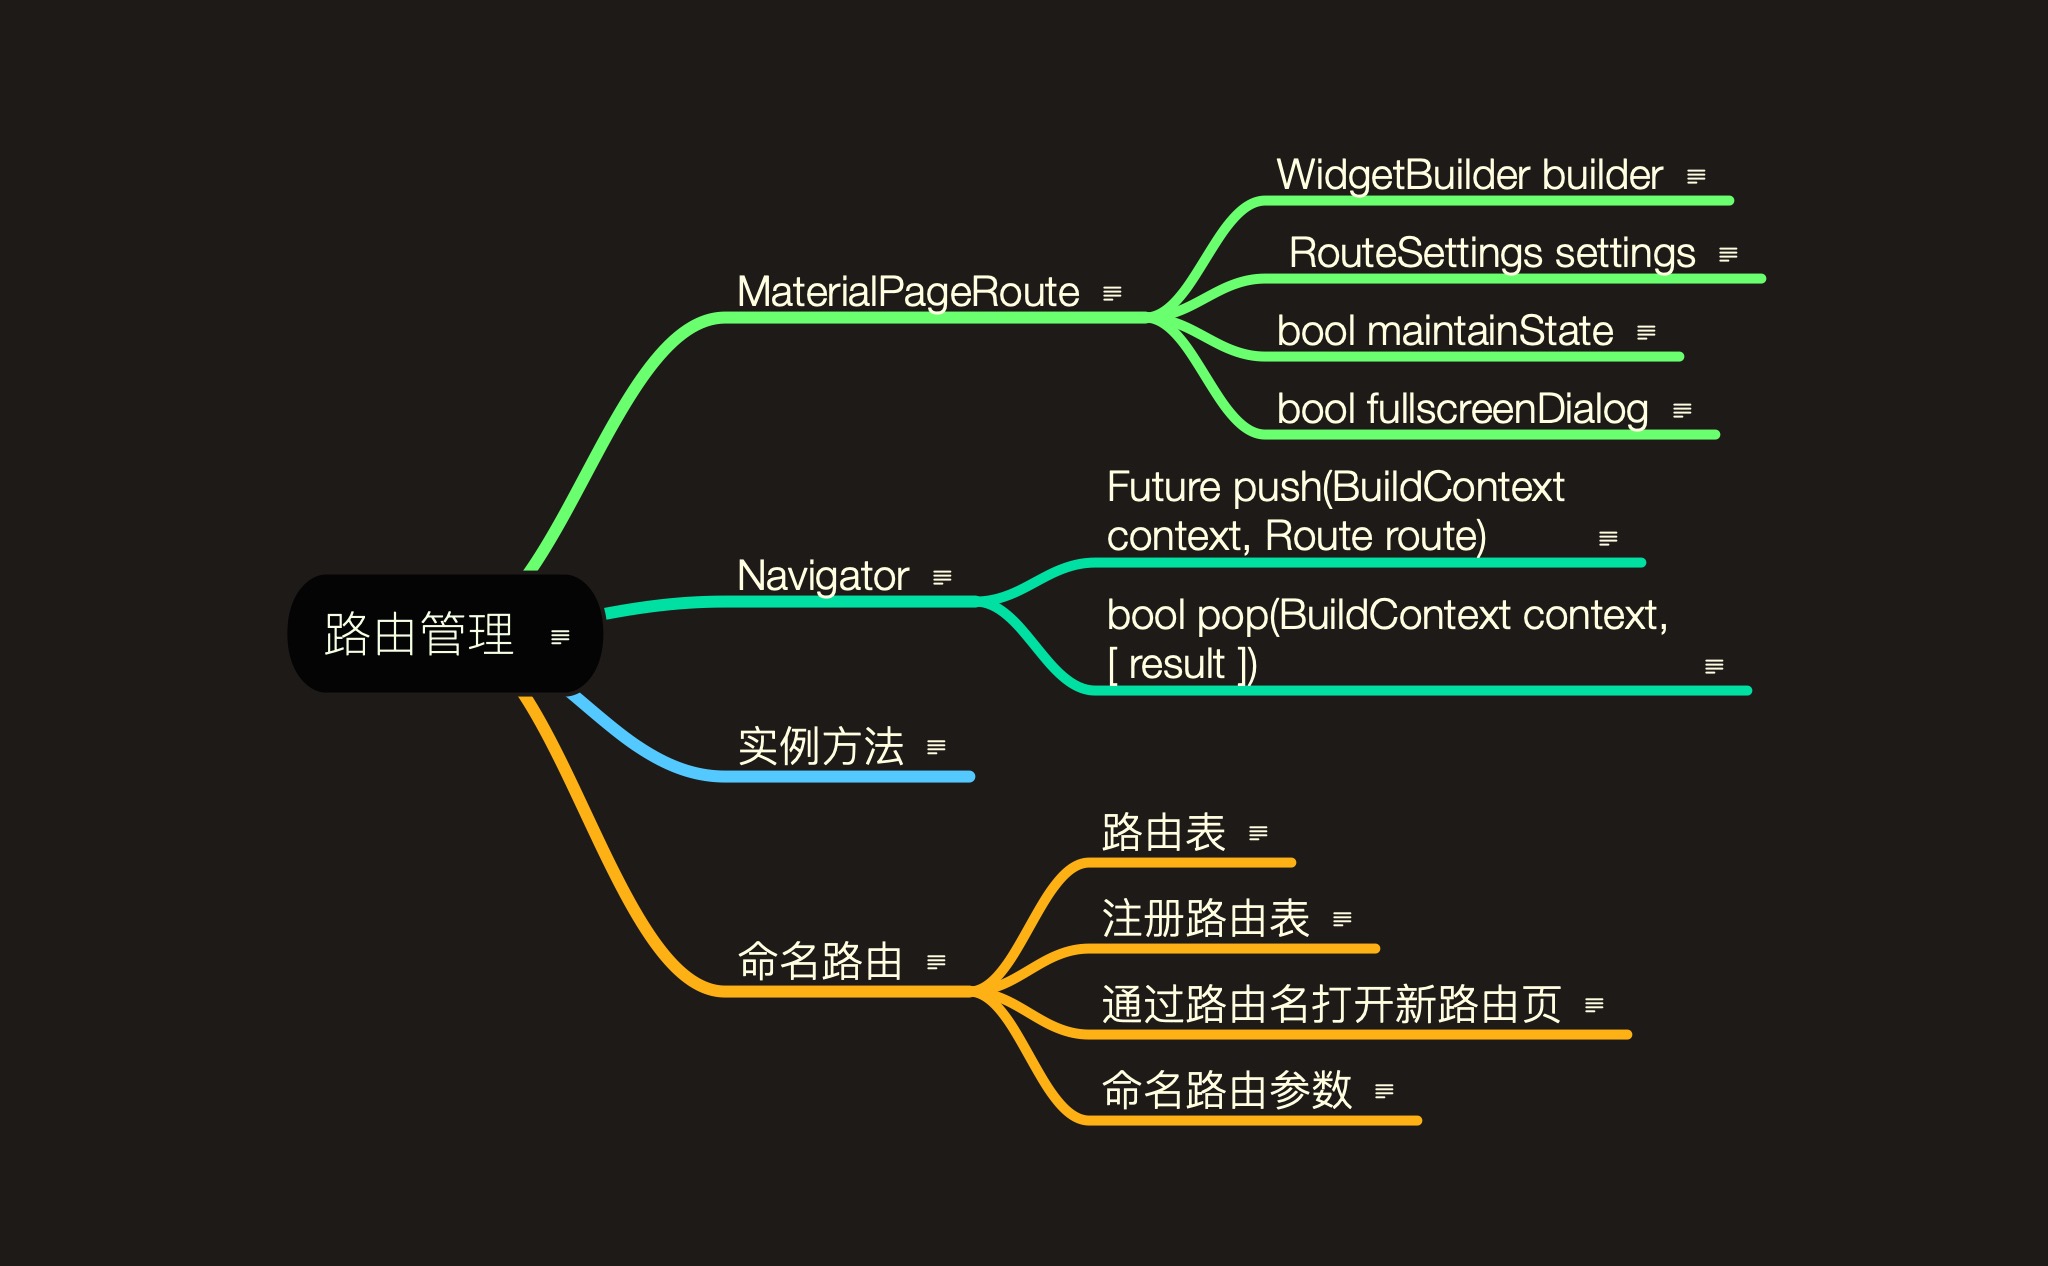 WidgetBuilder builder
RouteSettings settings
MaterialPageRoute
bool maintainState
bool fullscreenDialog
Future push(BuildContext
context, Route route)
Navigator
bool pop(BuildContext context,
[ result ])
路由管理
实例方法
路由表
注册路由表
命名路由
通过路由名打开新路由页
命名路由参数